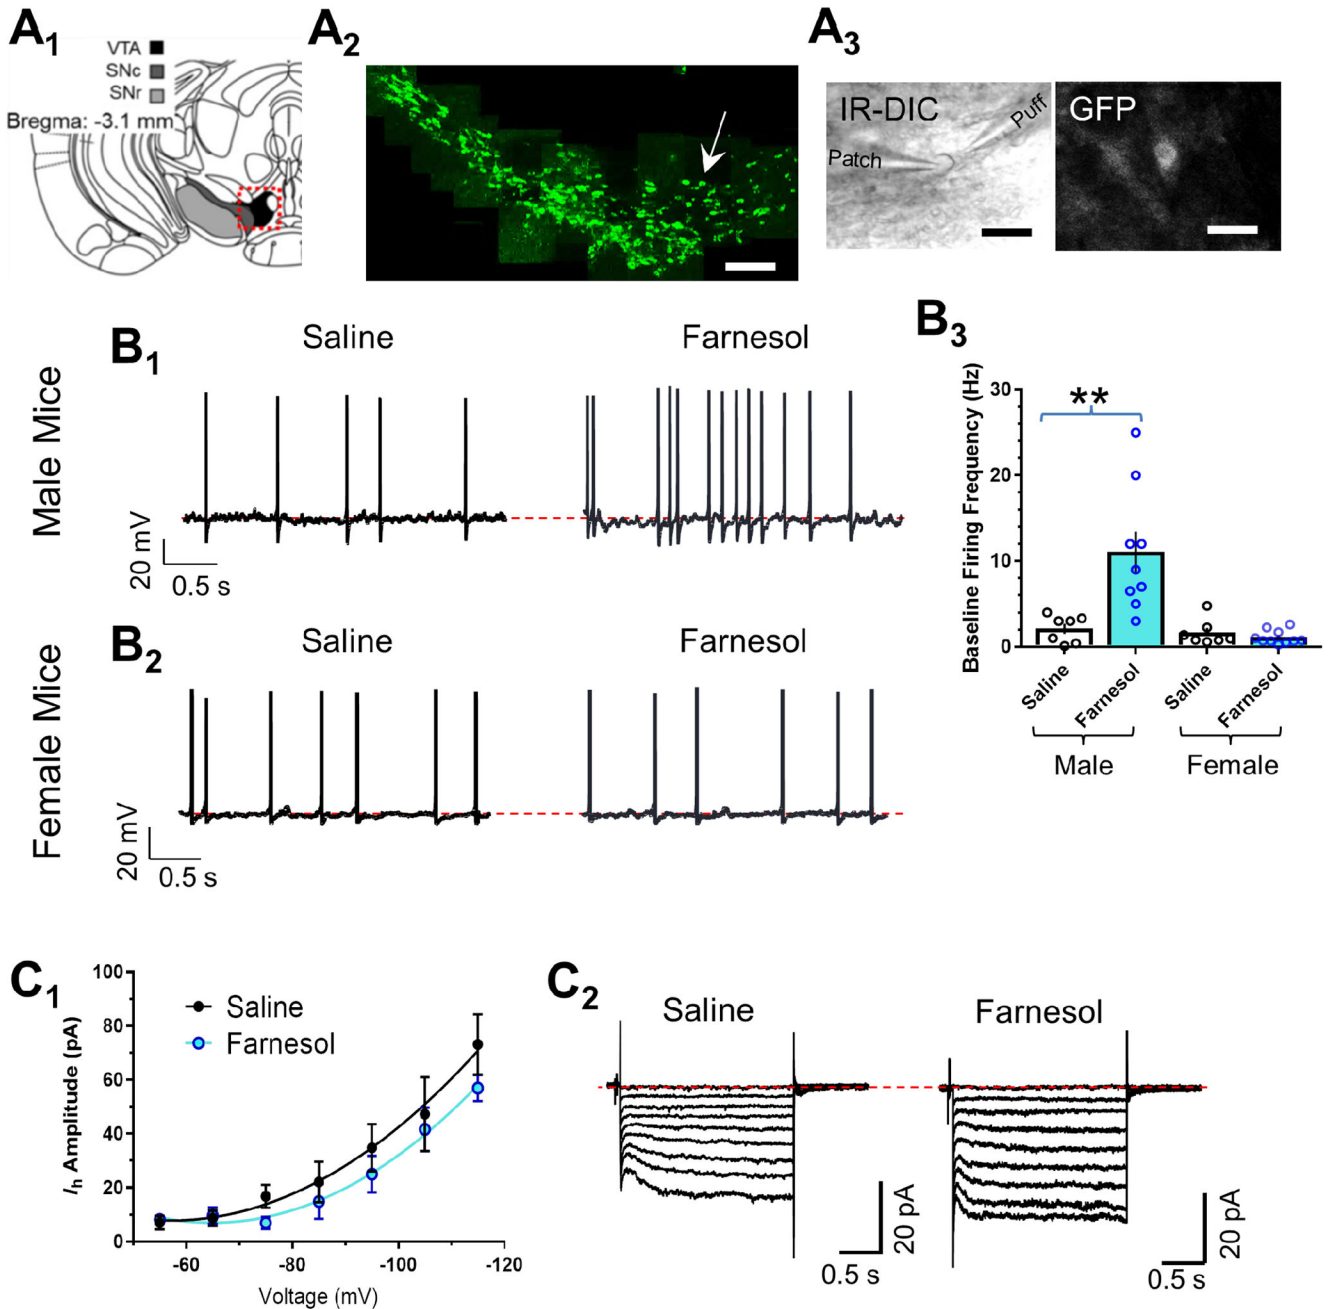 A1
VTA
SNc
SNr
Bregma: -3.1 mm
A2
A3
IR-DIC
Puff
Patch
GFP
B1
Saline
Farnesol
Male Mice
20 mV
0.5 s
B2
Saline
Farnesol
Female Mice
20 mV
0.5 s
B3
Baseline Firing Frequency (Hz)
30
20
10
0
**
Saline
Farnesol
Saline
Farnesol
Male
Female
C1
Ih Amplitude (pA)
100
80
60
40
20
0
Saline
Farnesol
-60
-80
-100
-120
Voltage (mV)
C2
Saline
Farnesol
20 pA
0.5 s
20 pA
0.5 s